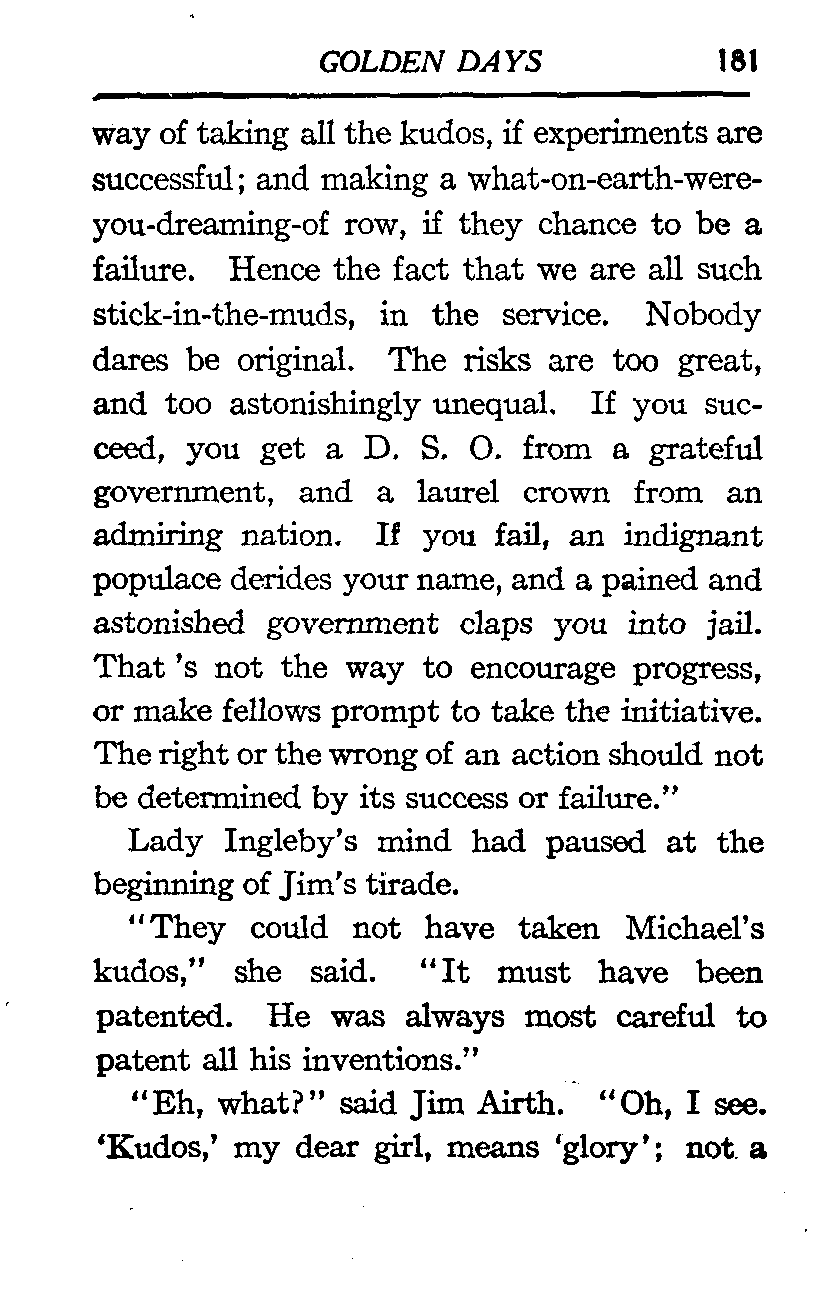 GOLDEN DAYS 181
way of taking all the kudos, if experiments are
successful; and making a what-on-earth-were-
you-dreaming-of row, if they chance to be a
failure. Hence the fact that we are all such
stick-in-the-muds, in the service. Nobody
dares be original. The risks are too great,
and too astonishingly unequal. If you suc-
ceed, you get a D. S. O. from a grateful
government, and a laurel crown from an
admiring nation. If you fail, an indignant
populace derides your name, and a pained and
astonished government claps you into jail.
That 's not the way to encourage progress,
or make fellows prompt to take the initiative.
The right or the wrong of an action should not
be determined by its success or failure."
Lady Ingleby's mind had paused at the
beginning of Jim's tirade.
"They could not have taken Michael's
kudos," she said. "It must have been
patented. He was always most careful to
patent all his inventions."
"Eh, what?" said Jim Airth. "Oh, I see.
'Kudos,' my dear girl, means 'glory'; not a